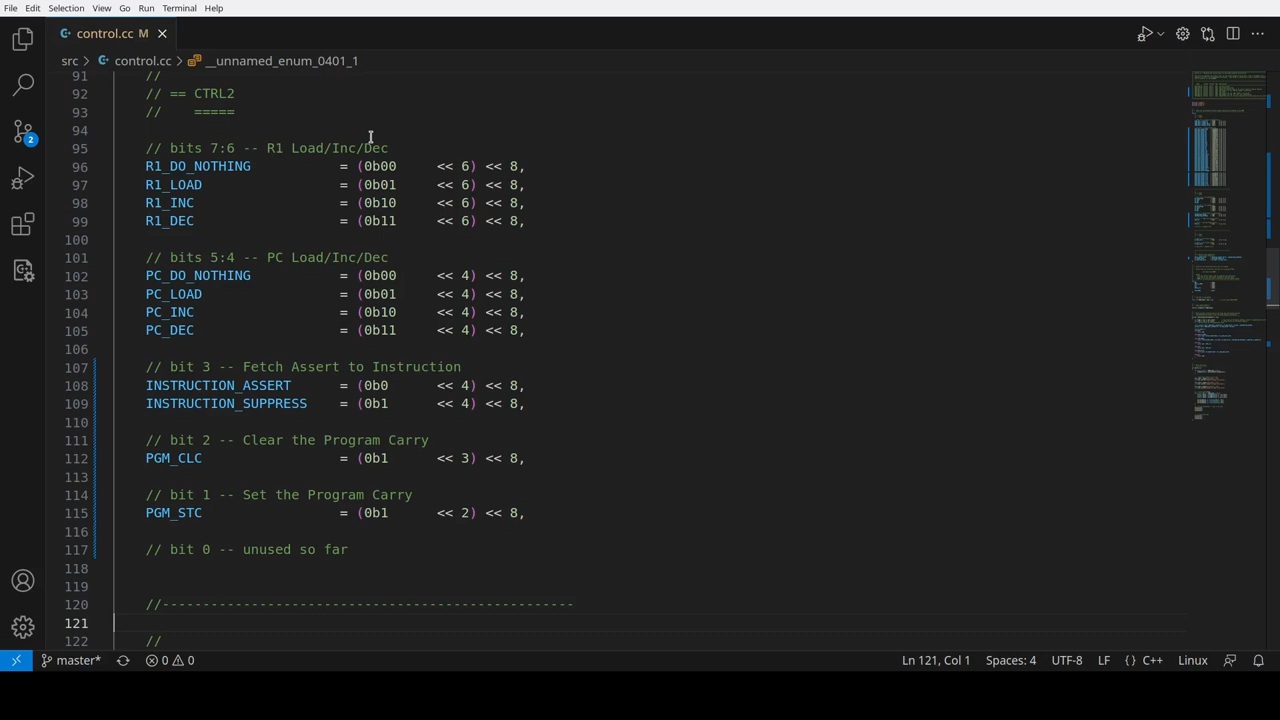 File Edit Selection View Go Run Terminal Help
control.cc M
src > control.cc > __unnamed_enum_0401_1
91 //
92 // == CTRL2
93 //    =====
94
95 // bits 7:6 -- R1 Load/Inc/Dec
96 R1_DO_NOTHING = (0b00 << 6) << 8,
97 R1_LOAD = (0b01 << 6) << 8,
98 R1_INC = (0b10 << 6) << 8,
99 R1_DEC = (0b11 << 6) << 8,
100
101 // bits 5:4 -- PC Load/Inc/Dec
102 PC_DO_NOTHING = (0b00 << 4) << 8,
103 PC_LOAD = (0b01 << 4) << 8,
104 PC_INC = (0b10 << 4) << 8,
105 PC_DEC = (0b11 << 4) << 8,
106
107 // bit 3 -- Fetch Assert to Instruction
108 INSTRUCTION_ASSERT = (0b0 << 4) << 8,
109 INSTRUCTION_SUPPRESS = (0b1 << 4) << 8,
110
111 // bit 2 -- Clear the Program Carry
112 PGM_CLC = (0b1 << 3) << 8,
113
114 // bit 1 -- Set the Program Carry
115 PGM_STC = (0b1 << 2) << 8,
116
117 // bit 0 -- unused so far
118
119
120 //---------------------------------------------------
121
122 //
2
master* 0 0 Ln 121, Col 1 Spaces: 4 UTF-8 LF {} C++ Linux